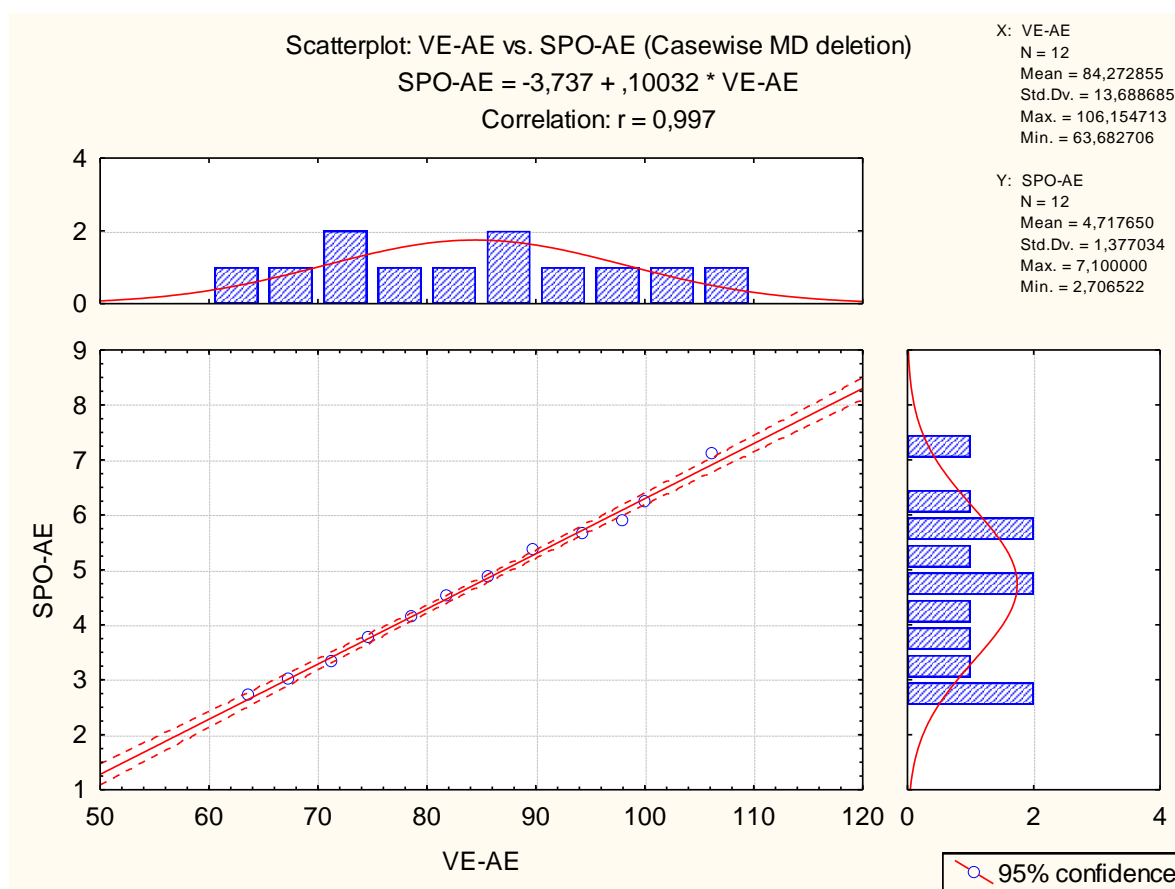 Scatterplot: VE-AE vs. SPO-AE (Casewise MD deletion)
SPO-AE = -3,737 + ,10032 * VE-AE
Correlation: r = 0,997
X: VE-AE
N = 12
Mean = 84,272855
Std.Dv. = 13,688685
Max. = 106,154713
Min. = 63,682706
Y: SPO-AE
N = 12
Mean = 4,717650
Std.Dv. = 1,377034
Max. = 7,100000
Min. = 2,706522
4
2
0
9
8
7
6
5
4
3
2
1
SPO-AE
50 60 70 80 90 100 110 120
VE-AE
0 2 4
95% confidence